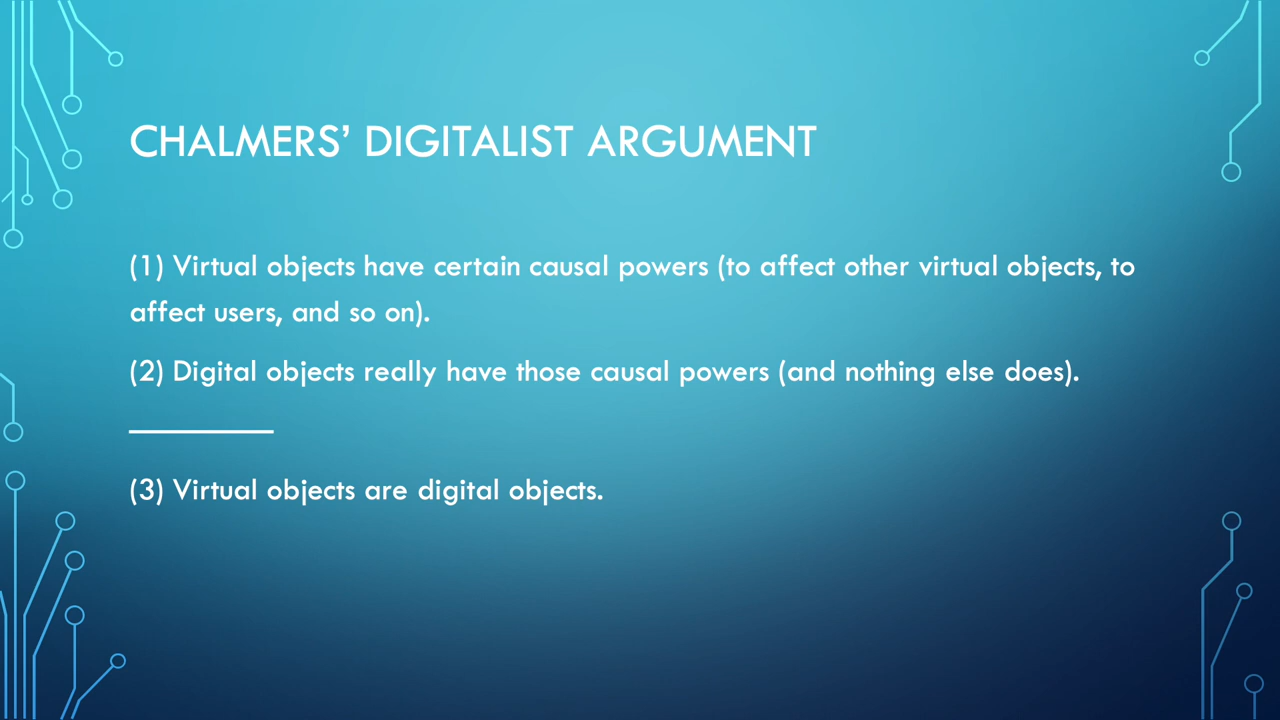 CHALMERS’ DIGITALIST ARGUMENT
(1) Virtual objects have certain causal powers (to affect other virtual objects, to
affect users, and so on).
(2) Digital objects really have those causal powers (and nothing else does).
(3) Virtual objects are digital objects.